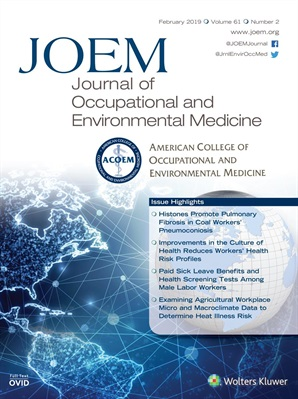 February 2019 • Volume 61 • Number 2
www.joem.org
@JOEMJournal
@JrnlEnvirOccMed
JOEM
Journal of
Occupational and
Environmental Medicine
ACOEM
AMERICAN COLLEGE OF
OCCUPATIONAL AND
ENVIRONMENTAL MEDICINE
Issue Highlights
Histones Promote Pulmonary
Fibrosis in Coal Workers'
Pneumoconiosis
Improvements in the Culture of
Health Reduces Workers' Health
Risk Profiles
Paid Sick Leave Benefits and
Health Screening Tests Among
Male Labor Workers
Examining Agricultural Workplace
Micro and Macroclimate Data to
Determine Heat Illness Risk
Full Text
OVID
Wolters Kluwer